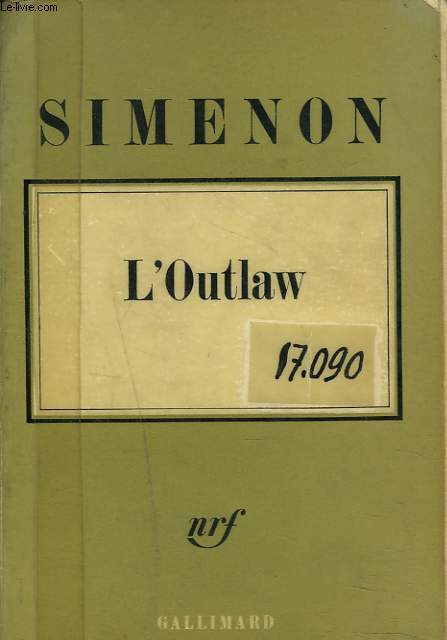 Le-livre.com
SIMENON
L'Outlaw
17.090
nrf
GALLIMARD